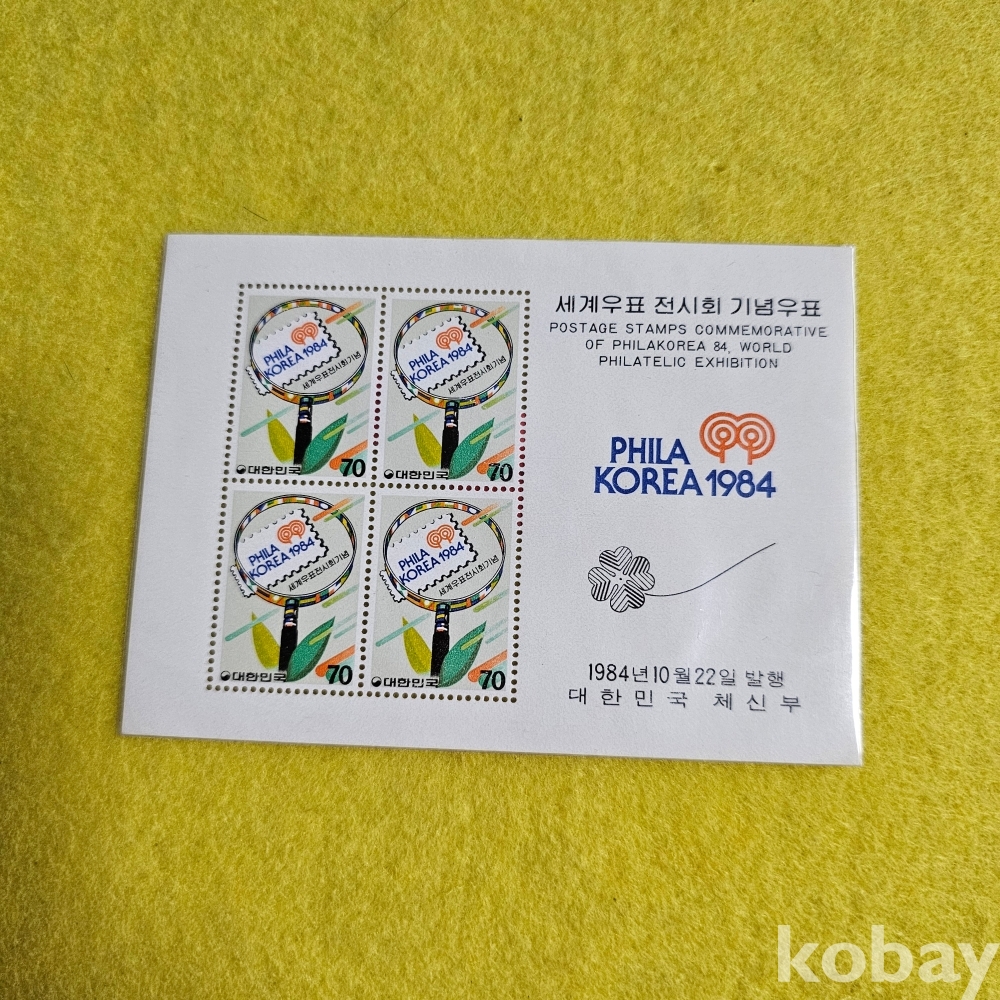 세계우표 전시회 기념우표
POSTAGE STAMPS COMMEMORATIVE
OF PHILAKOREA 84, WORLD
PHILATELIC EXHIBITION
PHILA
KOREA 1984
1984년 10월 22일 발행
대한민국 체신부
PHILA
KOREA 1984
세계우표전시회기념
대한민국 70
PHILA
KOREA 1984
세계우표전시회기념
대한민국 70
PHILA
KOREA 1984
세계우표전시회기념
대한민국 70
PHILA
KOREA 1984
세계우표전시회기념
대한민국 70
kobay